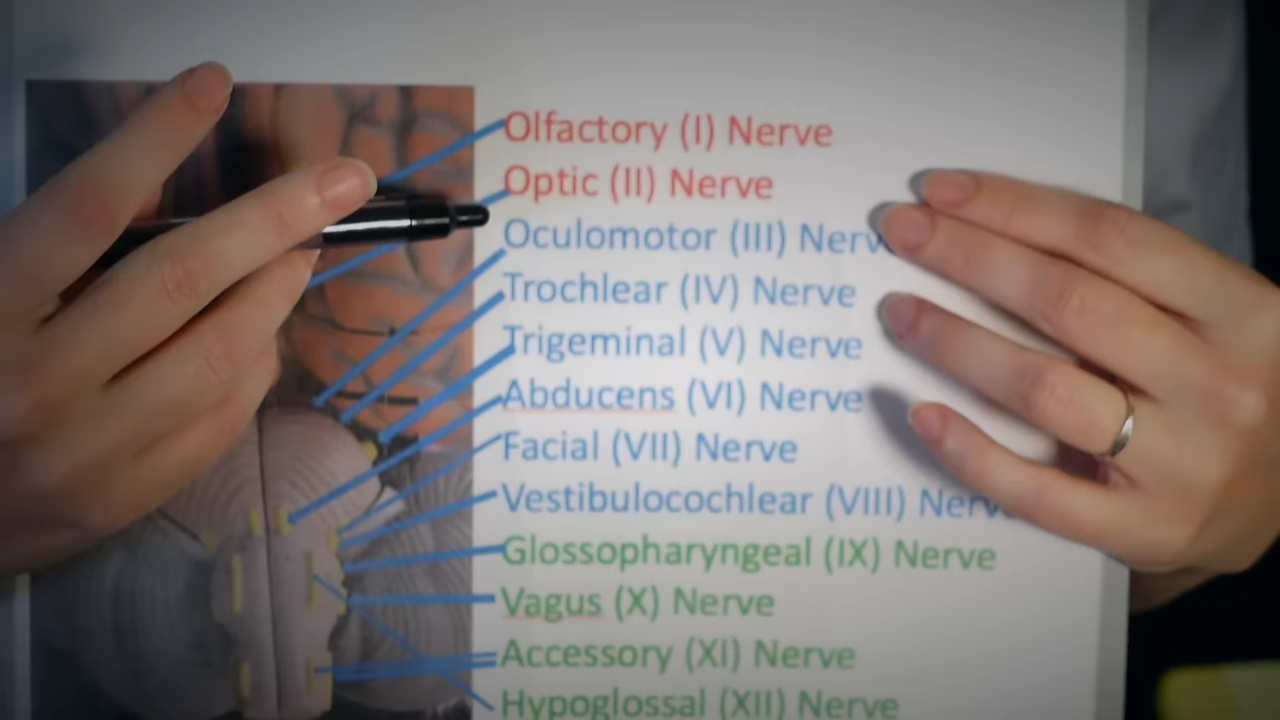 Olfactory (I) Nerve
Optic (II) Nerve
Oculomotor (III) Nerve
Trochlear (IV) Nerve
Trigeminal (V) Nerve
Abducens (VI) Nerve
Facial (VII) Nerve
Vestibulocochlear (VIII) Nerve
Glossopharyngeal (IX) Nerve
Vagus (X) Nerve
Accessory (XI) Nerve
Hypoglossal (XII) Nerve